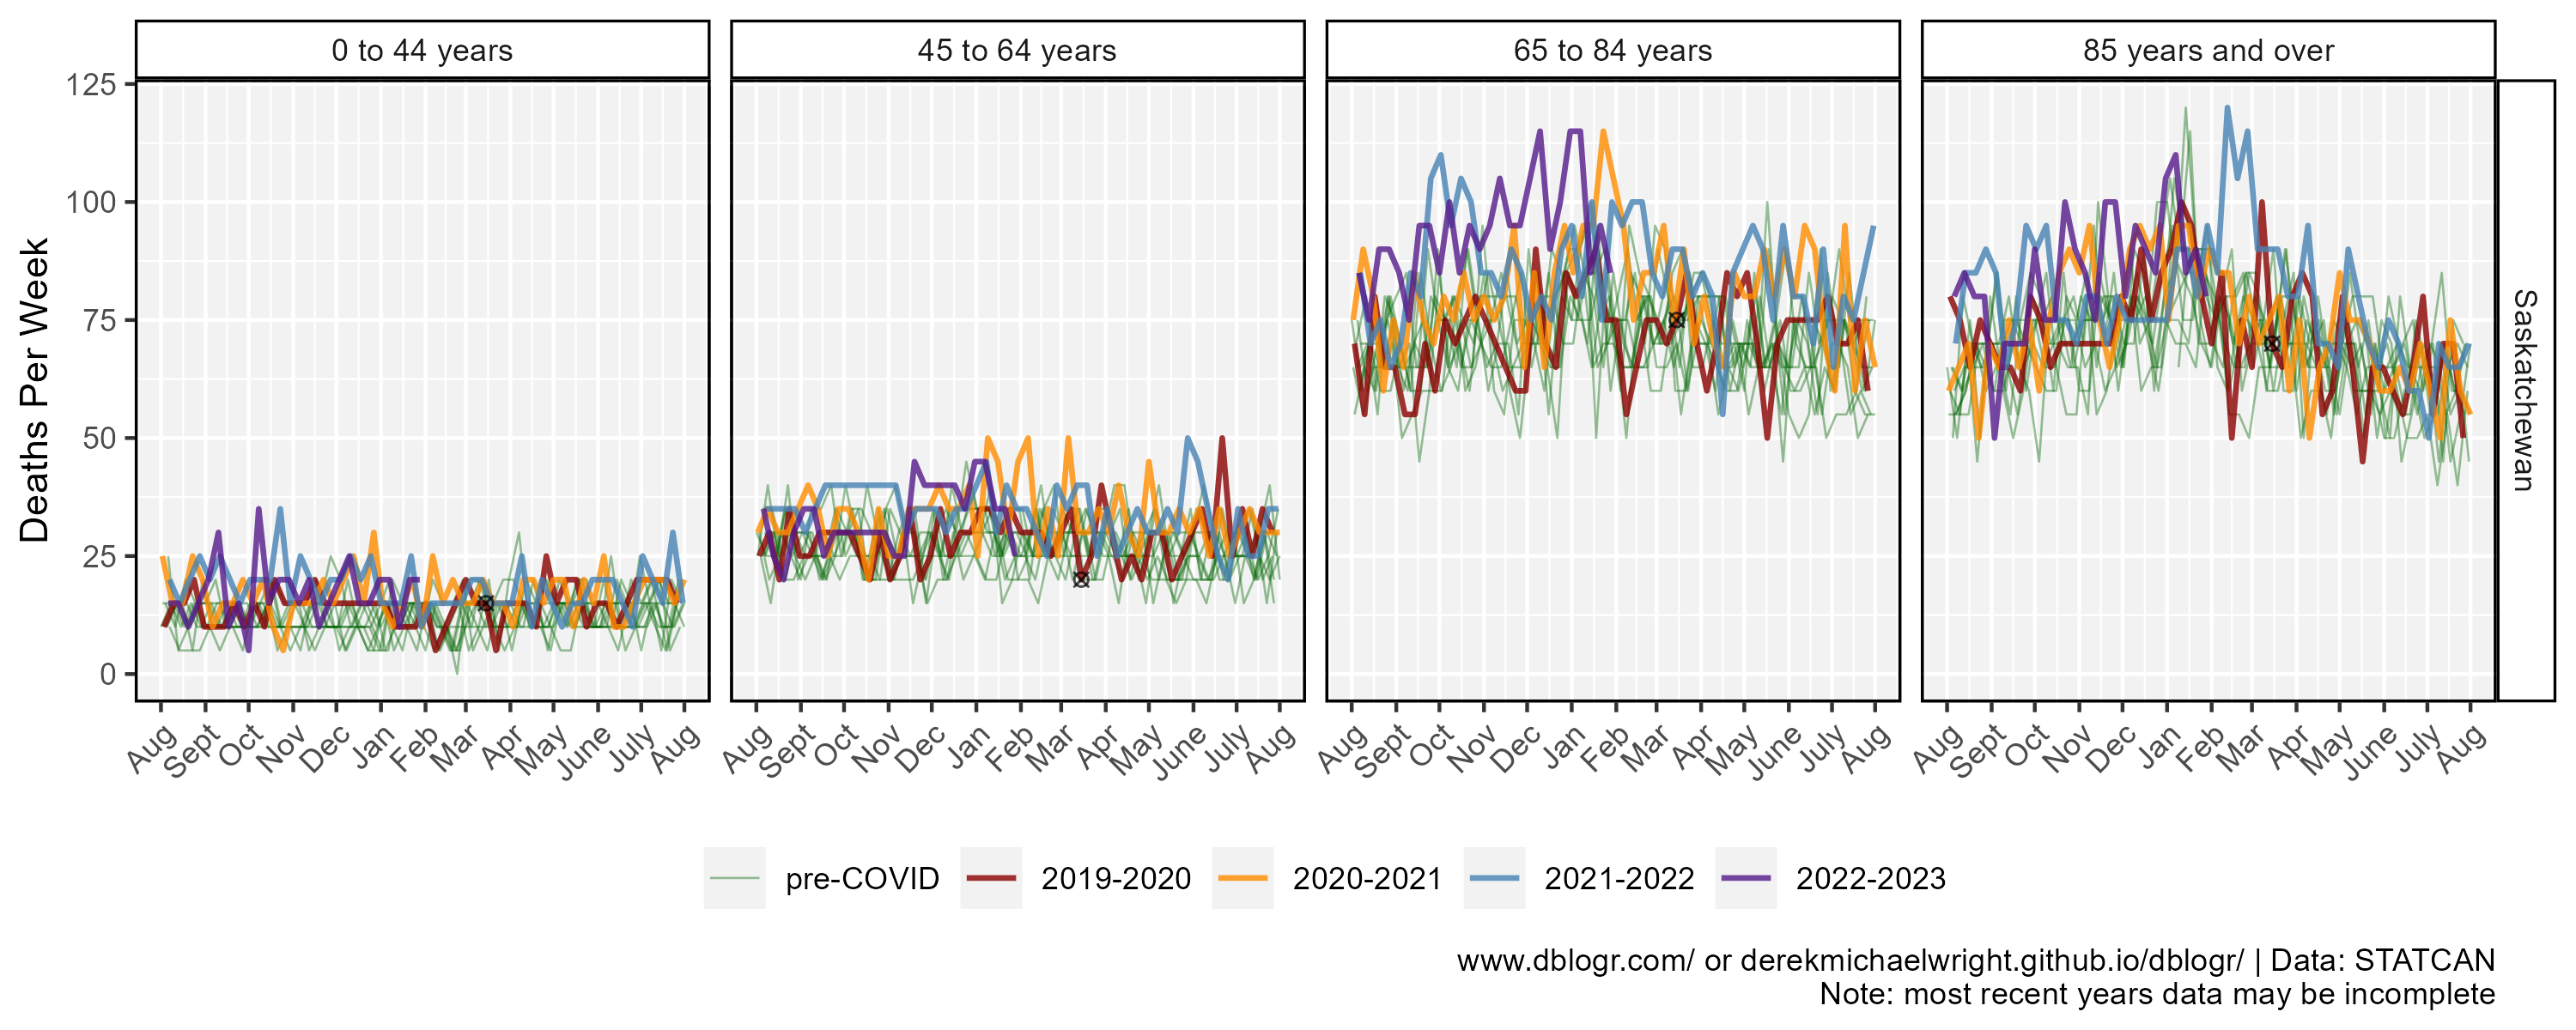 0 to 44 years
45 to 64 years
65 to 84 years
85 years and over
Saskatchewan
Deaths Per Week
125
100
75
50
25
0
Aug Sept Oct Nov Dec Jan Feb Mar Apr May June July Aug
Aug Sept Oct Nov Dec Jan Feb Mar Apr May June July Aug
Aug Sept Oct Nov Dec Jan Feb Mar Apr May June July Aug
Aug Sept Oct Nov Dec Jan Feb Mar Apr May June July Aug
pre-COVID 2019-2020 2020-2021 2021-2022 2022-2023
www.dblogr.com/ or derekmichaelwright.github.io/dblogr/ | Data: STATCAN
Note: most recent years data may be incomplete